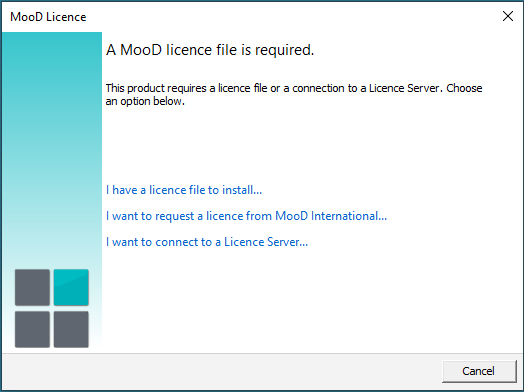 MooD Licence
A MooD licence file is required.
This product requires a licence file or a connection to a Licence Server. Choose
an option below.
I have a licence file to install...
I want to request a licence from MooD International...
I want to connect to a Licence Server...
Cancel